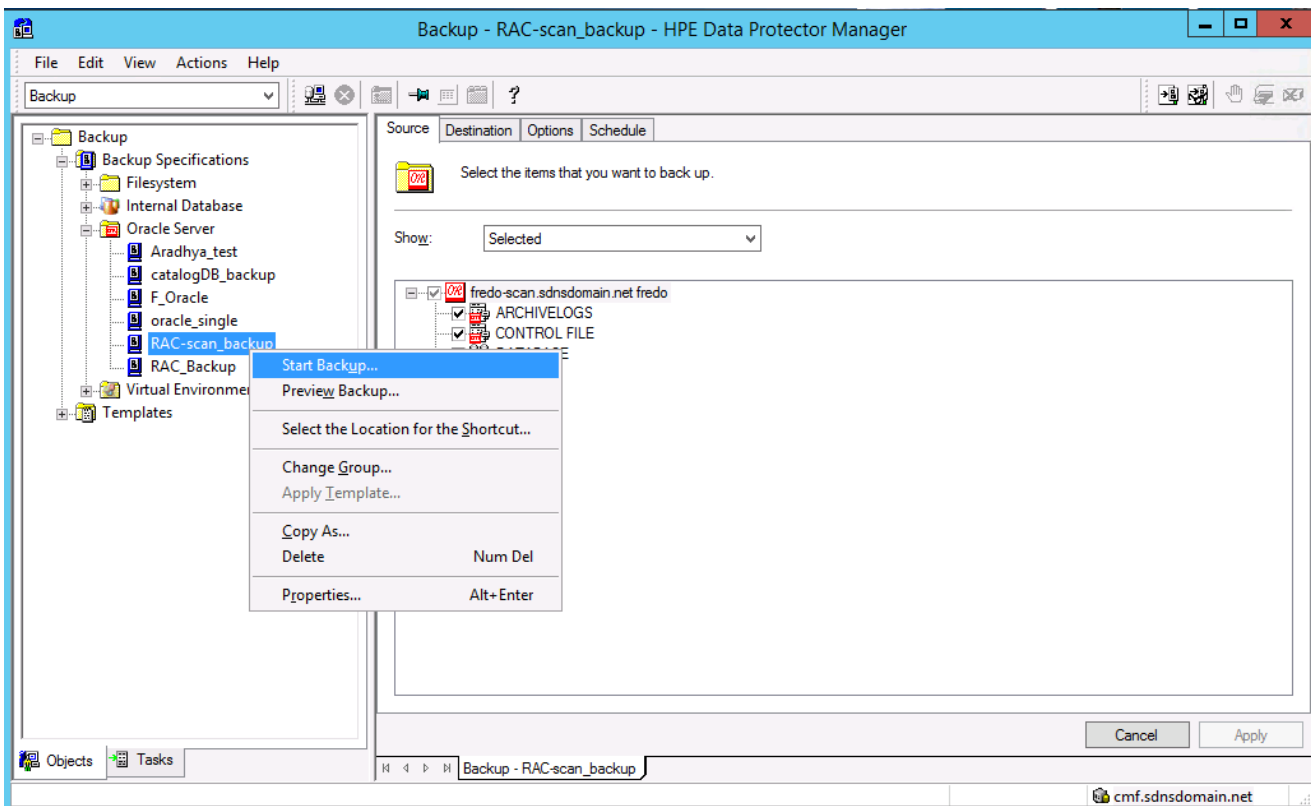 Backup - RAC-scan_backup - HPE Data Protector Manager
File Edit View Actions Help
Backup
Backup
Backup Specifications
Filesystem
Internal Database
Oracle Server
Aradhya_test
catalogDB_backup
F_Oracle
oracle_single
RAC-scan_backup
RAC_Backup
Templates
Start Backup...
Preview Backup...
Select the Location for the Shortcut...
Change Group...
Apply Template...
Copy As...
Delete Num Del
Properties... Alt+Enter
Source Destination Options Schedule
Select the items that you want to back up.
Show: Selected
fredo-scan.sdnsdomain.net fredo
ARCHIVELOGS
CONTROL FILE
Cancel Apply
Objects Tasks
Backup - RAC-scan_backup
cmf.sdnsdomain.net